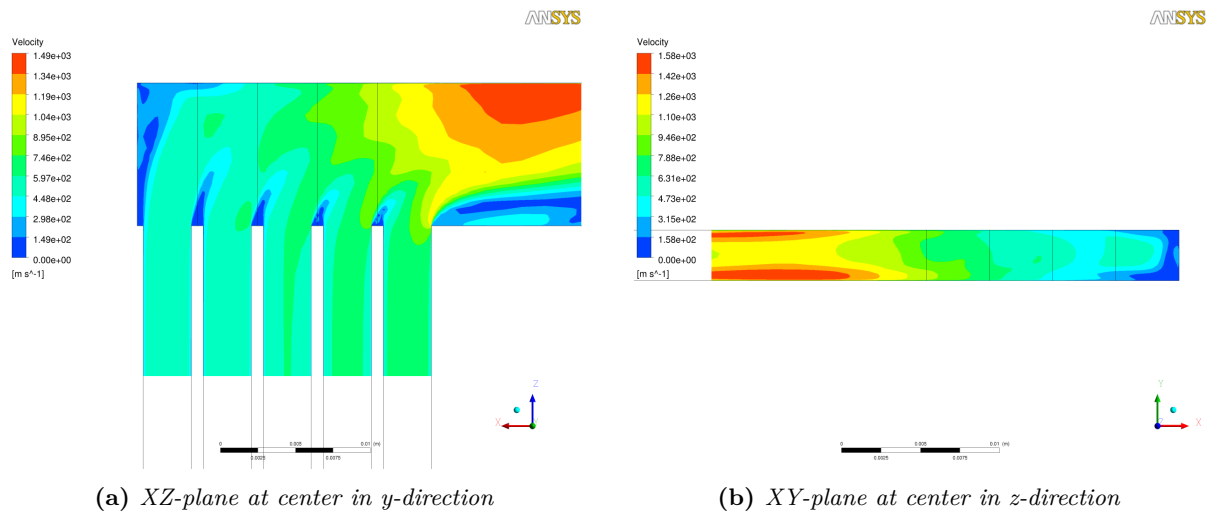 ANSYS
Velocity
1.49e+03
1.34e+03
1.19e+03
1.04e+03
8.95e+02
7.46e+02
5.97e+02
4.48e+02
2.98e+02
1.49e+02
0.00e+00
[m s^-1]
Z
X
Y
0 0.005 0.01 (m)
0.0025 0.0075
(a) XZ-plane at center in y-direction
ANSYS
Velocity
1.58e+03
1.42e+03
1.26e+03
1.10e+03
9.46e+02
7.88e+02
6.31e+02
4.73e+02
3.15e+02
1.58e+02
0.00e+00
[m s^-1]
Y
Z
X
0 0.005 0.01 (m)
0.0025 0.0075
(b) XY-plane at center in z-direction